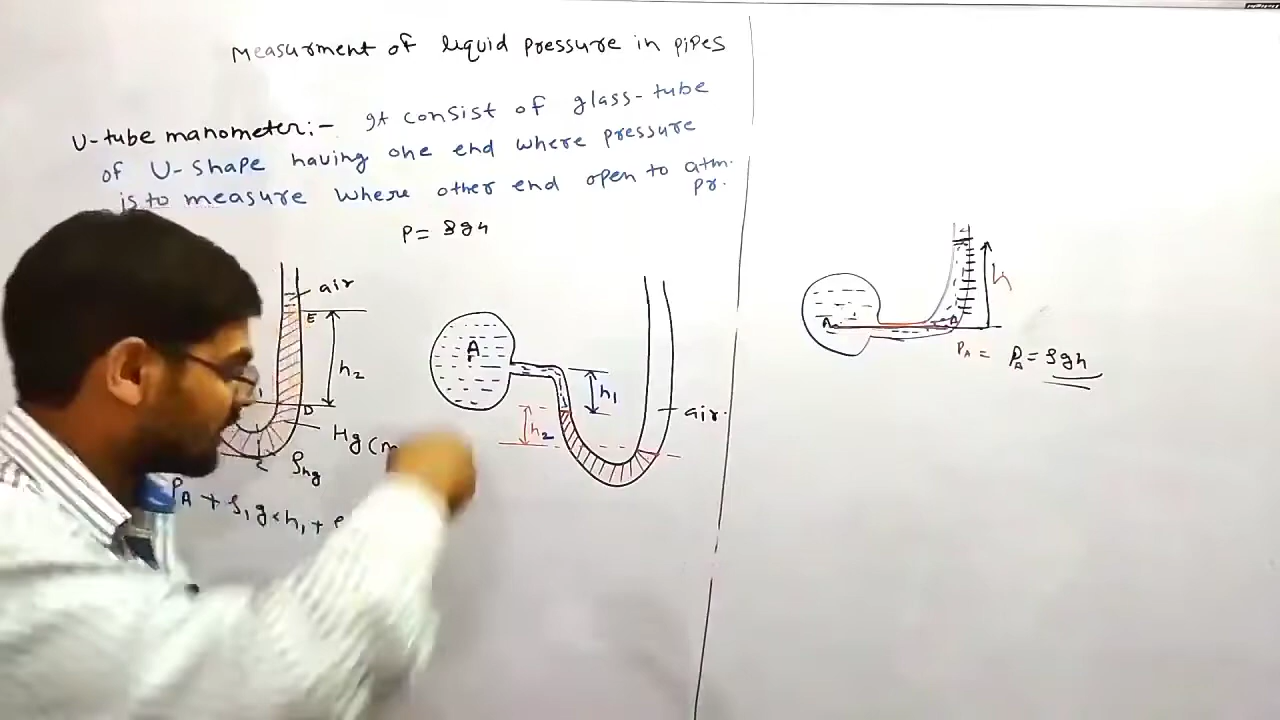 Measurment of liquid pressure in pipes
U-tube manometer:- It consist of glass-tube
of U-shape having one end where pressure
is to measure where other end open to atm.
pr.
P = ρgh
air
E
h₂
D
Hg(m
C
ρHg
PA + ρ₁g×h₁ +
A
h₁
h₂
air.
h
A
A
PA = PA = ρgh